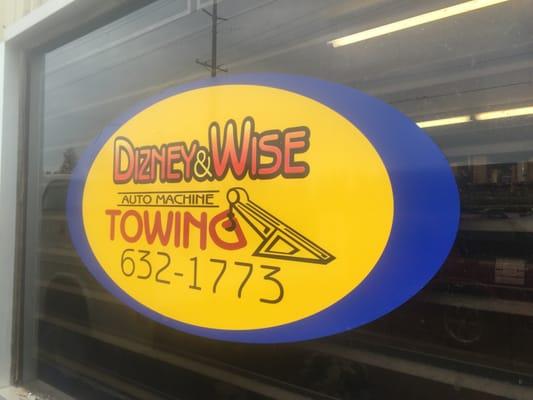 DIZNEY & WISE
AUTO MACHINE
TOWING
632-1773